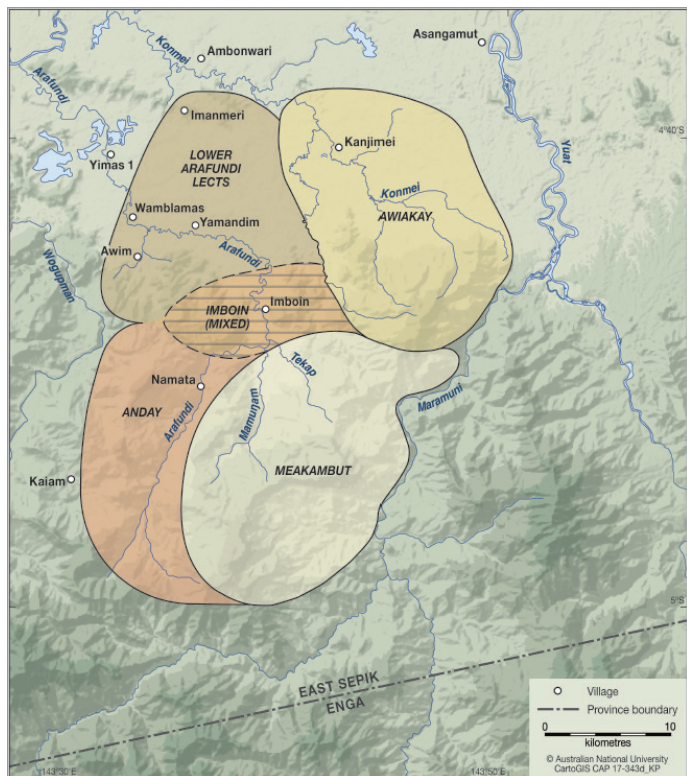 Asangamut
Ambonwari
Konmei
Arafundi
Imanmeri
4°40'S
Kanjimei
Yuat
LOWER
ARAFUNDI
LECTS
Yimas 1
Konmei
AWIAKAY
Wamblamas
Yamandim
Arafundi
Awim
Wogupman
Imboin
IMBOIN
(MIXED)
Tekap
Namata
Mamunjam
Maramuni
ANDAY
Arafundi
MEAKAMBUT
Kaiam
5°S
EAST SEPIK
ENGA
Village
Province boundary
0 10
kilometres
© Australian National University
CartoGIS CAP 17-343d_KP
143°30'E
143°50'E